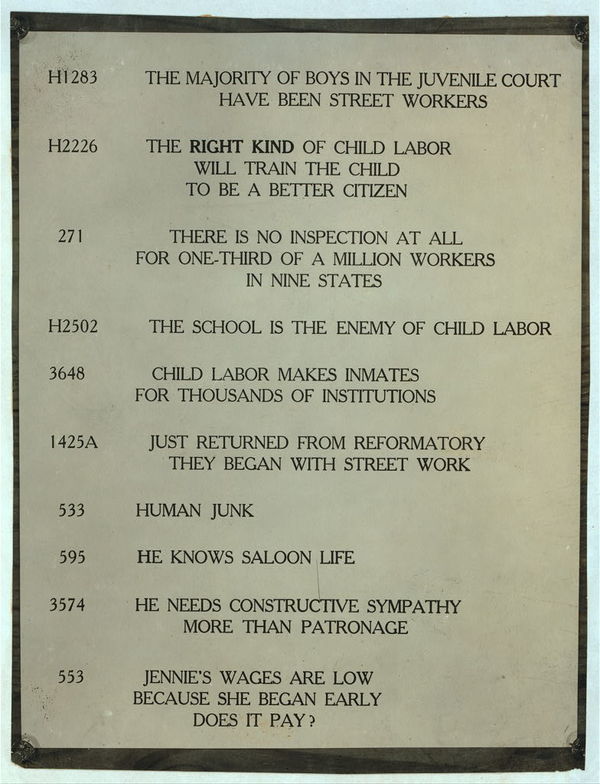 H1283 THE MAJORITY OF BOYS IN THE JUVENILE COURT
HAVE BEEN STREET WORKERS
H2226 THE RIGHT KIND OF CHILD LABOR
WILL TRAIN THE CHILD
TO BE A BETTER CITIZEN
271 THERE IS NO INSPECTION AT ALL
FOR ONE-THIRD OF A MILLION WORKERS
IN NINE STATES
H2502 THE SCHOOL IS THE ENEMY OF CHILD LABOR
3648 CHILD LABOR MAKES INMATES
FOR THOUSANDS OF INSTITUTIONS
1425A JUST RETURNED FROM REFORMATORY
THEY BEGAN WITH STREET WORK
533 HUMAN JUNK
595 HE KNOWS SALOON LIFE
3574 HE NEEDS CONSTRUCTIVE SYMPATHY
MORE THAN PATRONAGE
553 JENNIE'S WAGES ARE LOW
BECAUSE SHE BEGAN EARLY
DOES IT PAY?